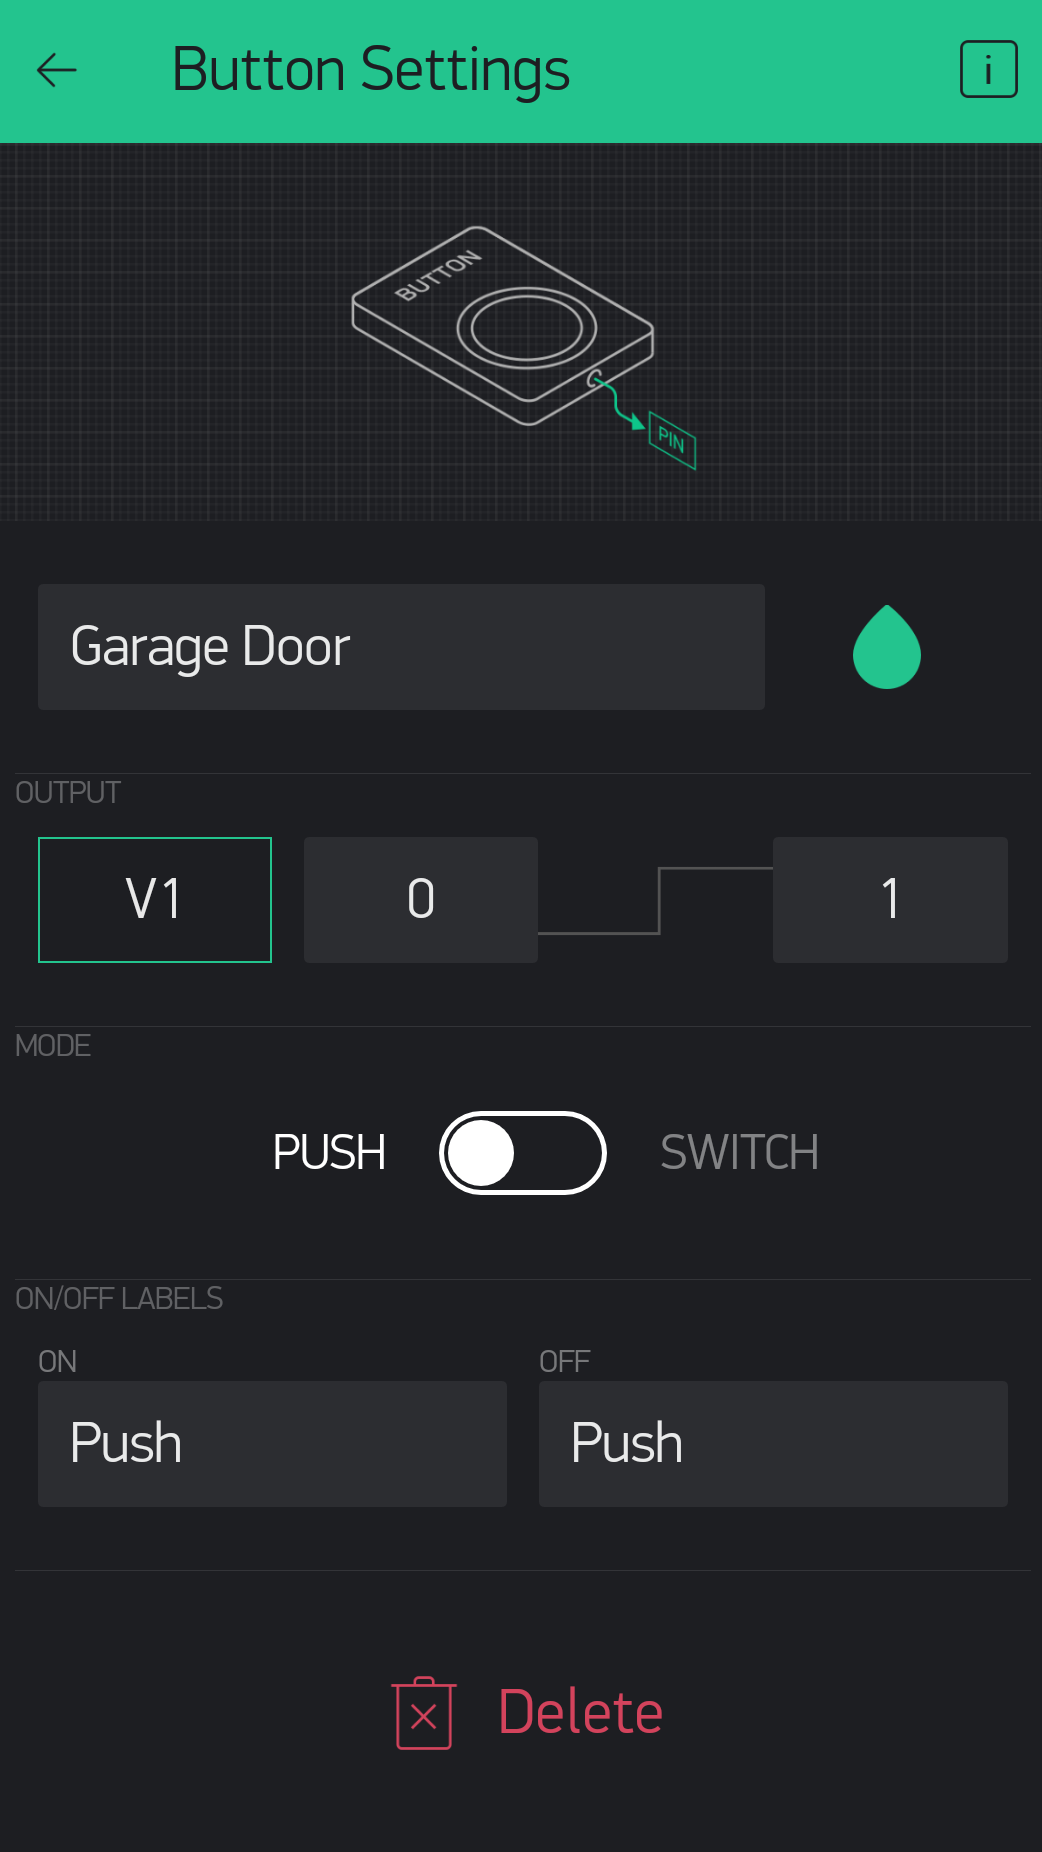 Button Settings
i
BUTTON
PIN
Garage Door
OUTPUT
V1 0 1
MODE
PUSH SWITCH
ON/OFF LABELS
ON OFF
Push Push
Delete